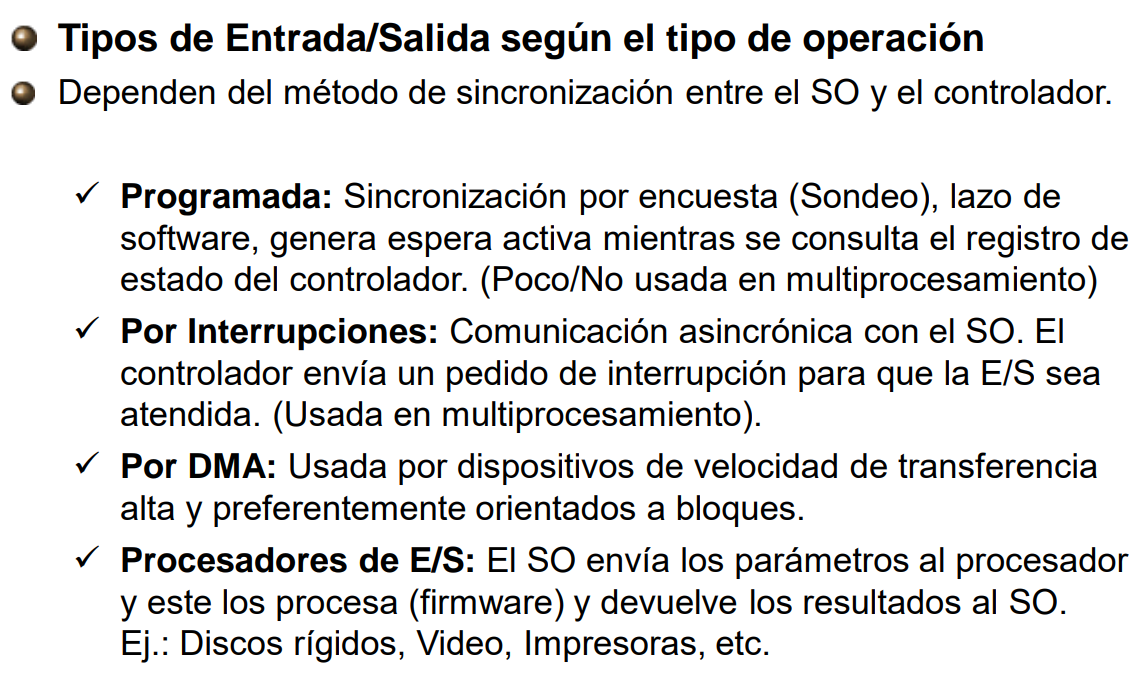 Tipos de Entrada/Salida según el tipo de operación
Dependen del método de sincronización entre el SO y el controlador.
Programada: Sincronización por encuesta (Sondeo), lazo de
software, genera espera activa mientras se consulta el registro de
estado del controlador. (Poco/No usada en multiprocesamiento)
Por Interrupciones: Comunicación asincrónica con el SO. El
controlador envía un pedido de interrupción para que la E/S sea
atendida. (Usada en multiprocesamiento).
Por DMA: Usada por dispositivos de velocidad de transferencia
alta y preferentemente orientados a bloques.
Procesadores de E/S: El SO envía los parámetros al procesador
y este los procesa (firmware) y devuelve los resultados al SO.
Ej.: Discos rígidos, Video, Impresoras, etc.